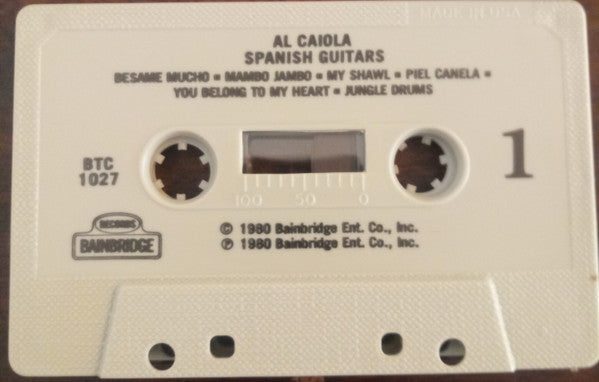 MADE IN USA
AL CAIOLA
SPANISH GUITARS
BESAME MUCHO ▪ MAMBO JAMBO ▪ MY SHAWL ▪ PIEL CANELA ▪
YOU BELONG TO MY HEART ▪ JUNGLE DRUMS
BTC
1027
1
100 50 0
RECORDS
BAINBRIDGE
© 1980 Bainbridge Ent. Co., Inc.
℗ 1980 Bainbridge Ent. Co., Inc.